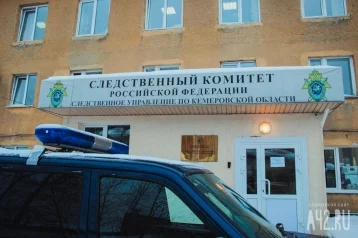 СЛЕДСТВЕННЫЙ КОМИТЕТ
РОССИЙСКОЙ ФЕДЕРАЦИИ
СЛЕДСТВЕННОЕ УПРАВЛЕНИЕ ПО КЕМЕРОВСКОЙ ОБЛАСТИ
A42.RU